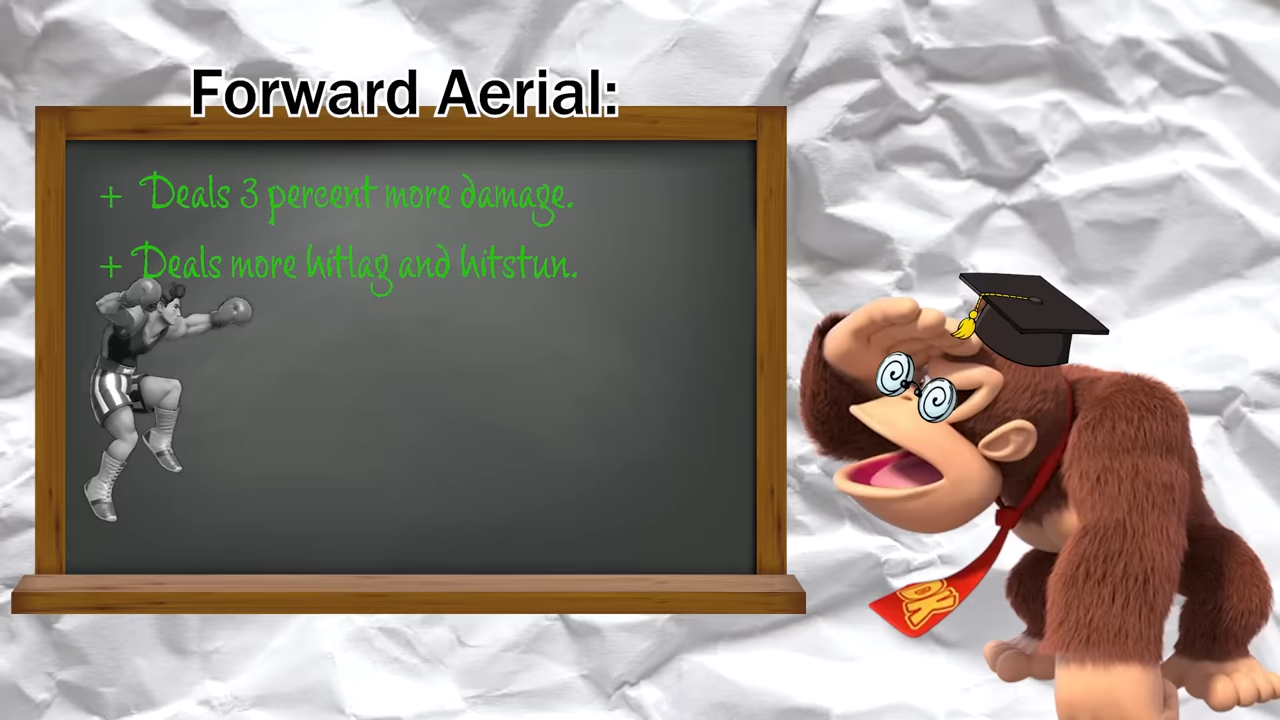 Forward Aerial:
+ Deals 3 percent more damage.
+ Deals more hitlag and hitstun.
DK